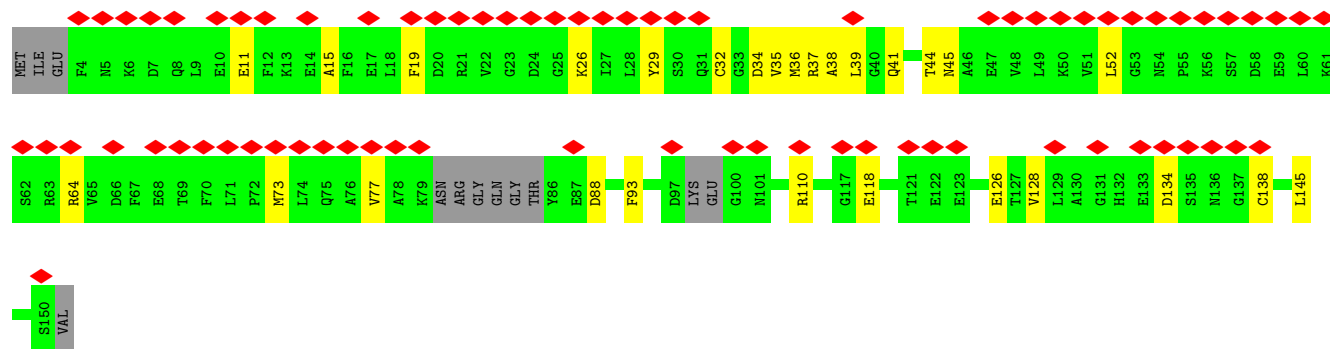 MET ILE GLU F4 N5 K6 D7 Q8 L9 E10 E11 F12 K13 E14 A15 F16 E17 L18 F19 D20 R21 V22 G23 D24 G25 K26 I27 L28 Y29 S30 Q31 C32 G33 D34 V35 M36 R37 A38 L39 G40 Q41 T44 N45 A46 E47 V48 L49 K50 V51 L52 G53 N54 P55 K56 S57 D58 E59 L60 K61
S62 R63 R64 V65 D66 F67 E68 T69 F70 L71 P72 M73 L74 Q75 A76 V77 A78 K79 ASN ARG GLY GLN GLY THR Y86 E87 D88 F93 D97 LYS GLU G100 N101 R110 G117 E118 T121 E122 E123 E126 T127 V128 L129 A130 G131 H132 E133 D134 S135 N136 G137 C138 L145
S150 VAL